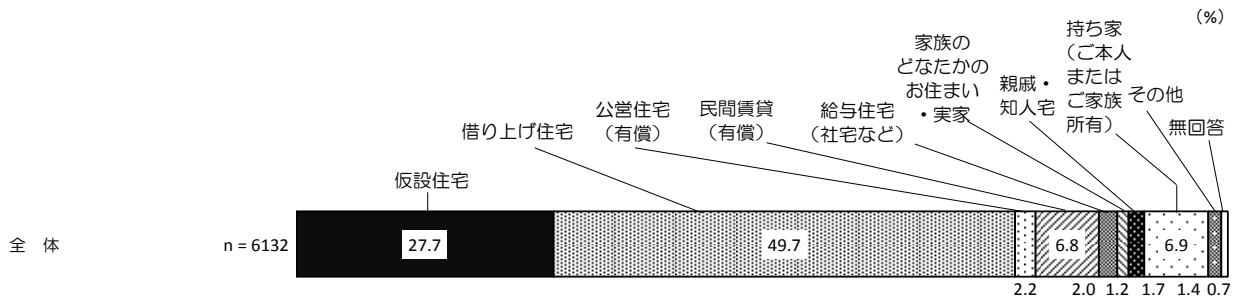 （%）
仮設住宅
借り上げ住宅
公営住宅
（有償）
民間賃貸
（有償）
給与住宅
（社宅など）
家族の
どなたかの
お住まい
・実家
親戚・
知人宅
持ち家
（ご本人
または
ご家族
所有）
その他
無回答
全　体 n = 6132 27.7 49.7 6.8 6.9
2.2 2.0 1.2 1.7 1.4 0.7